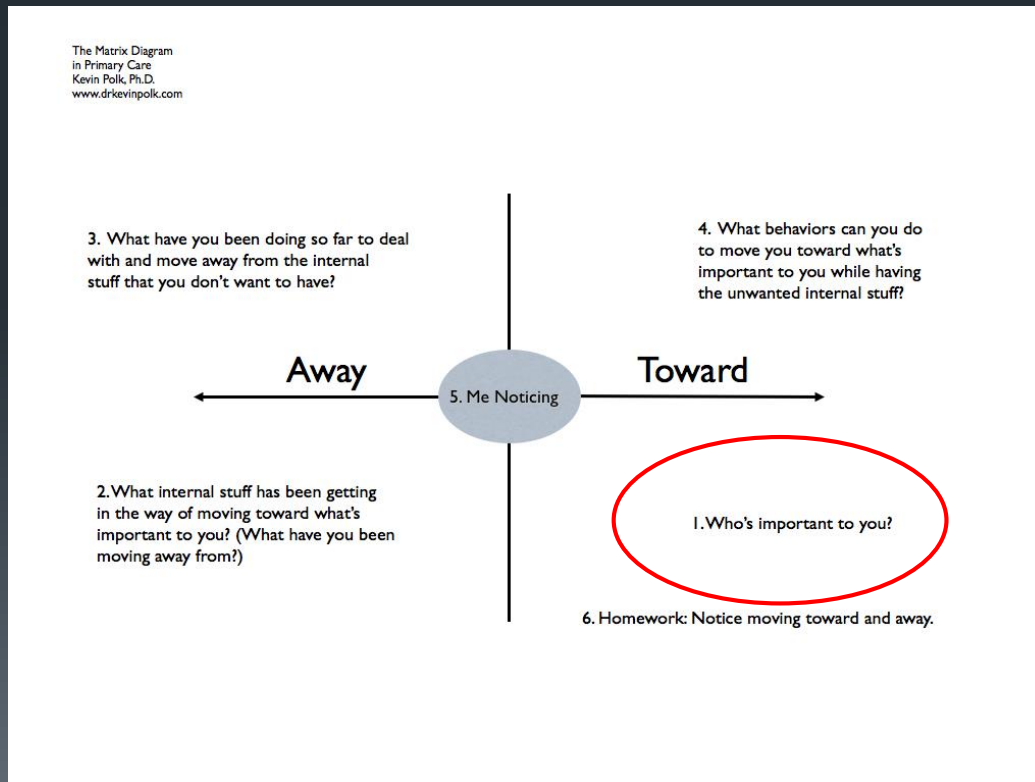 The Matrix Diagram
in Primary Care
Kevin Polk, Ph.D.
www.drkevinpolk.com
3. What have you been doing so far to deal
with and move away from the internal
stuff that you don't want to have?
4. What behaviors can you do
to move you toward what's
important to you while having
the unwanted internal stuff?
Away
Toward
5. Me Noticing
2.What internal stuff has been getting
in the way of moving toward what's
important to you? (What have you been
moving away from?)
1.Who's important to you?
6. Homework: Notice moving toward and away.